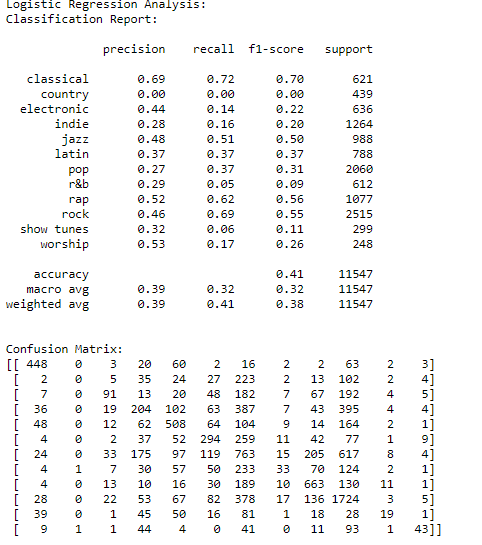 Logistic Regression Analysis:
Classification Report:
precision recall f1-score support
classical 0.69 0.72 0.70 621
country 0.00 0.00 0.00 439
electronic 0.44 0.14 0.22 636
indie 0.28 0.16 0.20 1264
jazz 0.48 0.51 0.50 988
latin 0.37 0.37 0.37 788
pop 0.27 0.37 0.31 2060
r&b 0.29 0.05 0.09 612
rap 0.52 0.62 0.56 1077
rock 0.46 0.69 0.55 2515
show tunes 0.32 0.06 0.11 299
worship 0.53 0.17 0.26 248
accuracy 0.41 11547
macro avg 0.39 0.32 0.32 11547
weighted avg 0.39 0.41 0.38 11547
Confusion Matrix:
[[ 448 0 3 20 60 2 16 2 2 63 2 3]
[ 2 0 5 35 24 27 223 2 13 102 2 4]
[ 7 0 91 13 20 48 182 7 67 192 4 5]
[ 36 0 19 204 102 63 387 7 43 395 4 4]
[ 48 0 12 62 508 64 104 9 14 164 2 1]
[ 4 0 2 37 52 294 259 11 42 77 1 9]
[ 24 0 33 175 97 119 763 15 205 617 8 4]
[ 4 1 7 30 57 50 233 33 70 124 2 1]
[ 4 0 13 10 16 30 189 10 663 130 11 1]
[ 28 0 22 53 67 82 378 17 136 1724 3 5]
[ 39 0 1 45 50 16 81 1 18 28 19 1]
[ 9 1 1 44 4 0 41 0 11 93 1 43]]